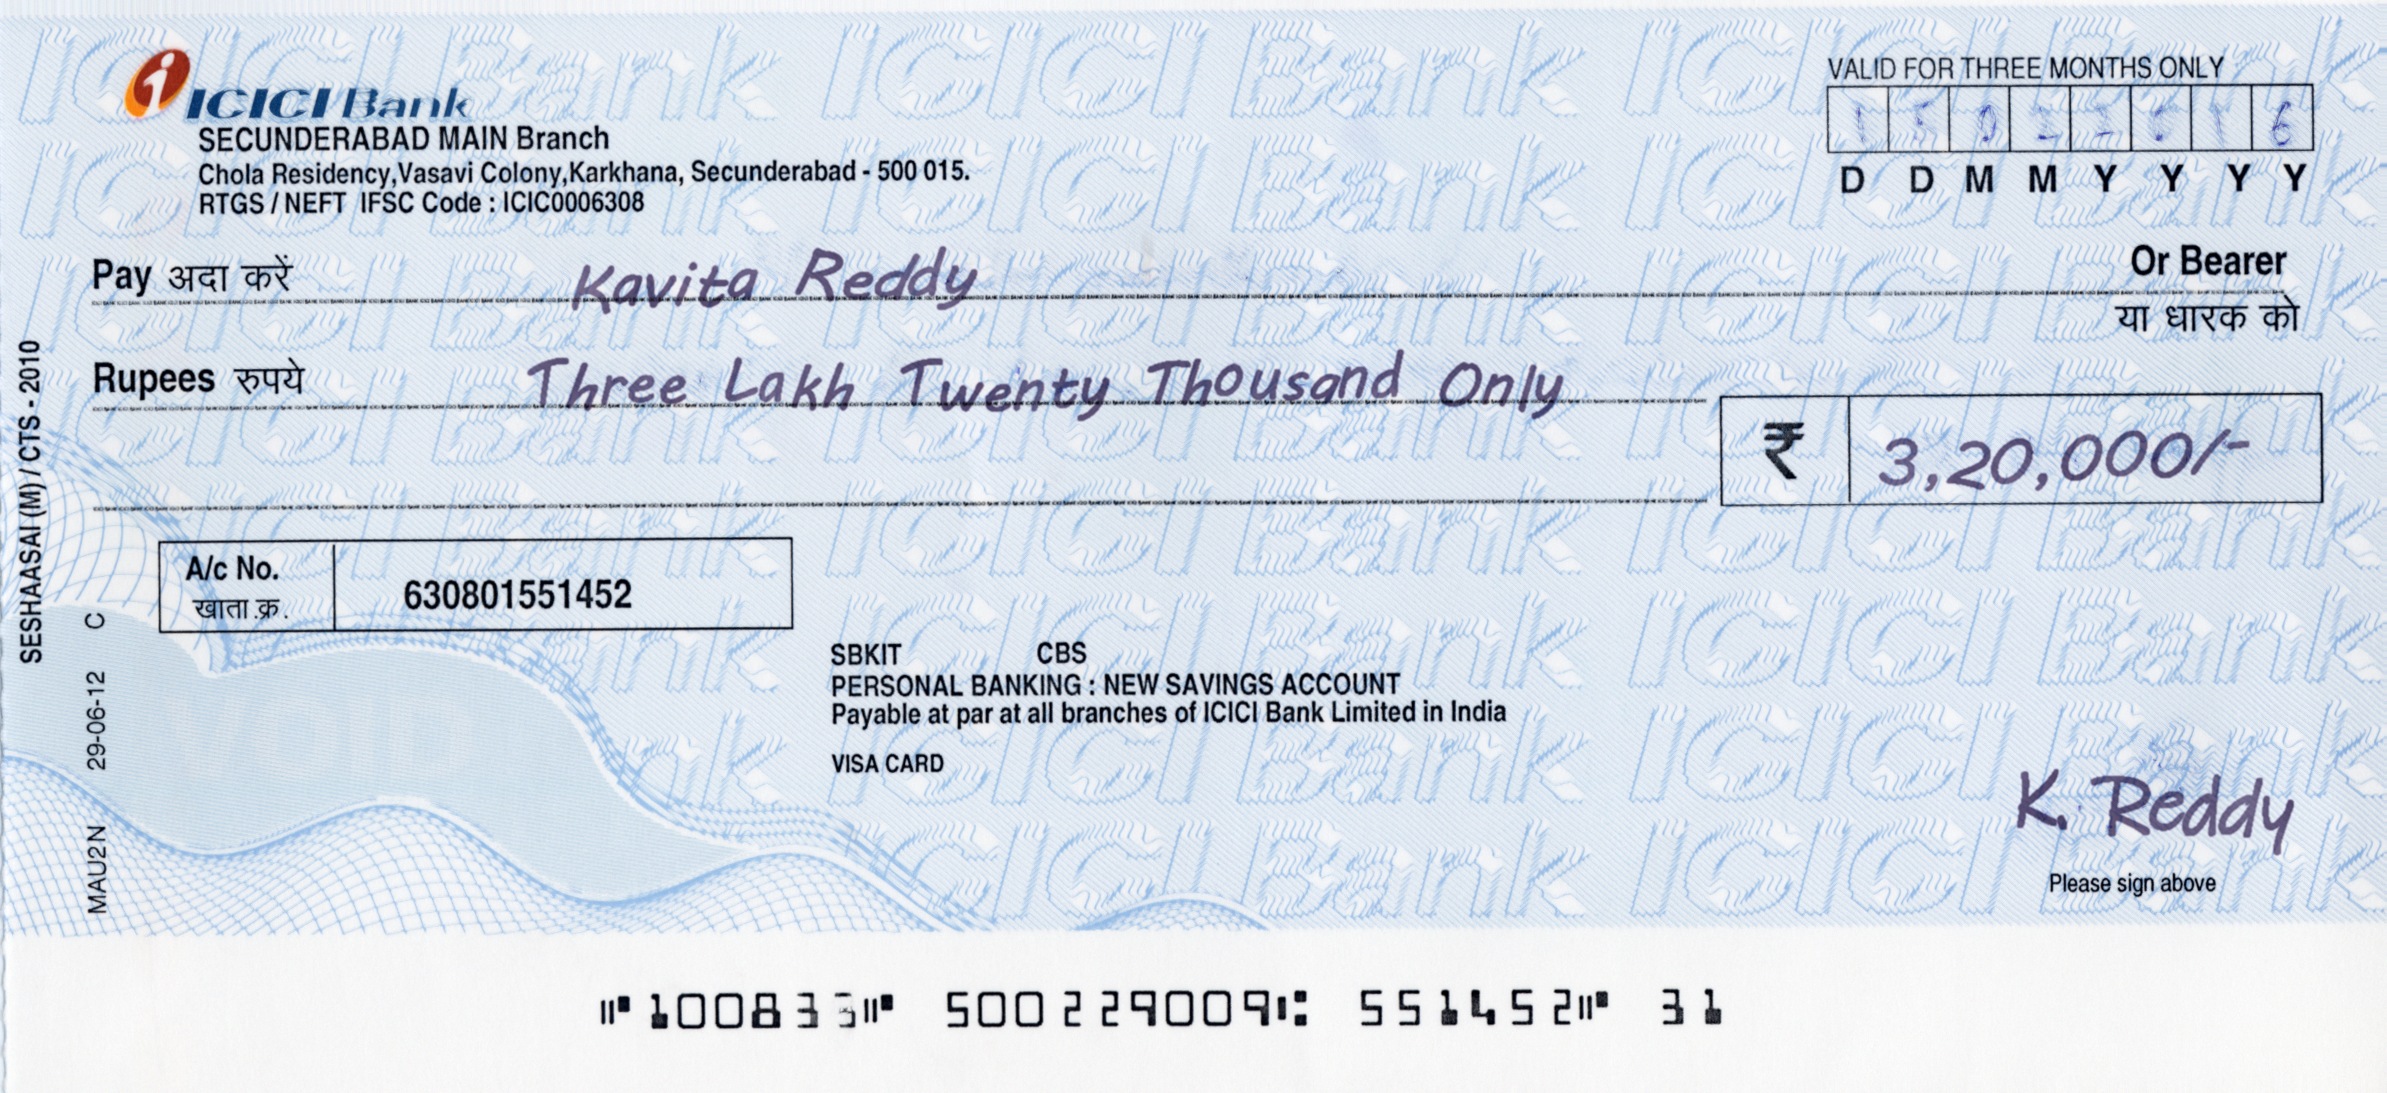 ICICI Bank
SECUNDERABAD MAIN Branch
Chola Residency,Vasavi Colony,Karkhana, Secunderabad - 500 015.
RTGS / NEFT IFSC Code : ICIC0006308
VALID FOR THREE MONTHS ONLY
D D M M Y Y Y Y
Pay अदा करें Kavita Reddy Or Bearer
या धारक को
Rupees रुपये Three Lakh Twenty Thousand Only
₹ 3,20,000/-
A/c No. 630801551452
खाता.क्र.
SBKIT CBS
PERSONAL BANKING : NEW SAVINGS ACCOUNT
Payable at par at all branches of ICICI Bank Limited in India
VISA CARD
K. Reddy
Please sign above
SESHAASAI (M) / CTS - 2010
MAU2N 29-06-12 C
VOID
⑈100833⑈ 500229009⑆ 551452⑈ 31